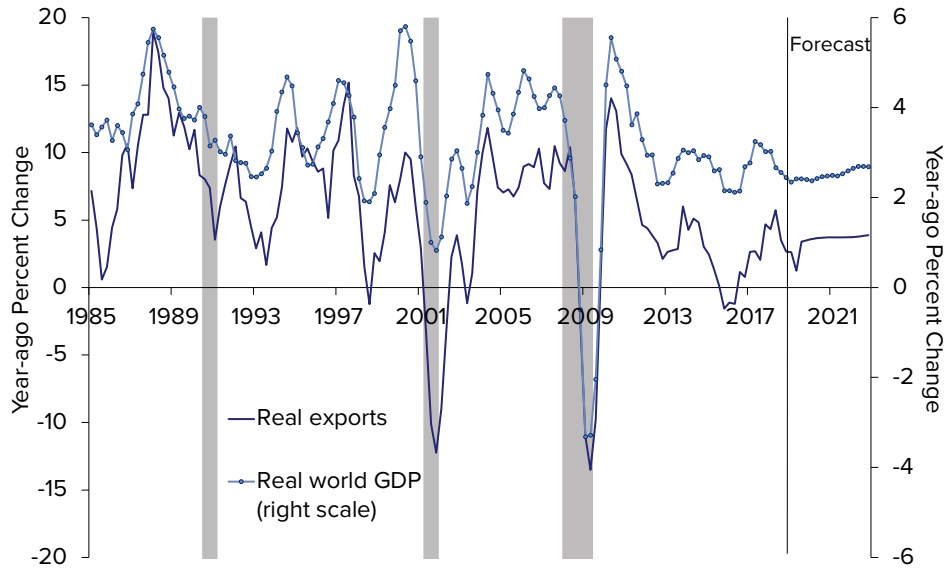 20
15
10
5
0
-5
-10
-15
-20
Year-ago Percent Change
6
4
2
0
-2
-4
-6
Year-ago Percent Change
Forecast
1985 1989 1993 1997 2001 2005 2009 2013 2017 2021
Real exports
Real world GDP
(right scale)